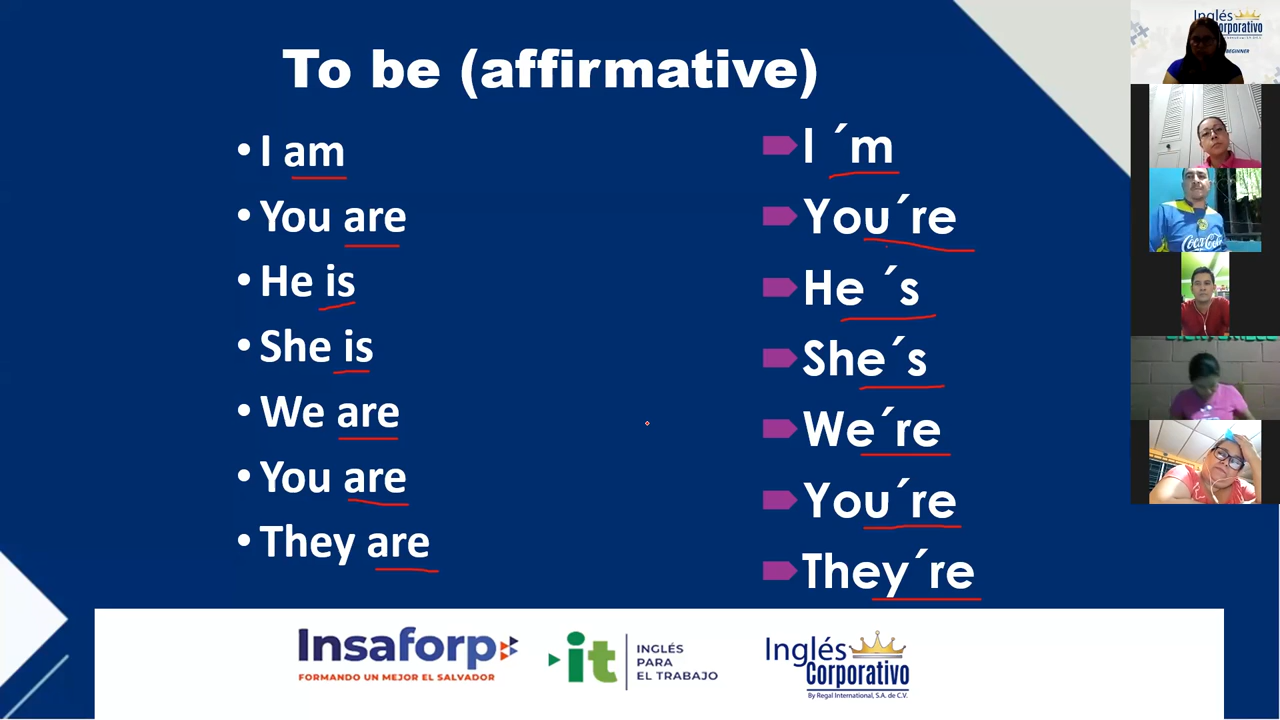 To be (affirmative)
• I am
• You are
• He is
• She is
• We are
• You are
• They are
I ´m
You´re
He ´s
She´s
We´re
You´re
They´re
Insaforp
FORMANDO UN MEJOR EL SALVADOR
it
INGLÉS
PARA
EL TRABAJO
Inglés
Corporativo
By Regal International, S.A. de C.V.
Inglés
Corporativo
BEGINNER
Coca-Cola